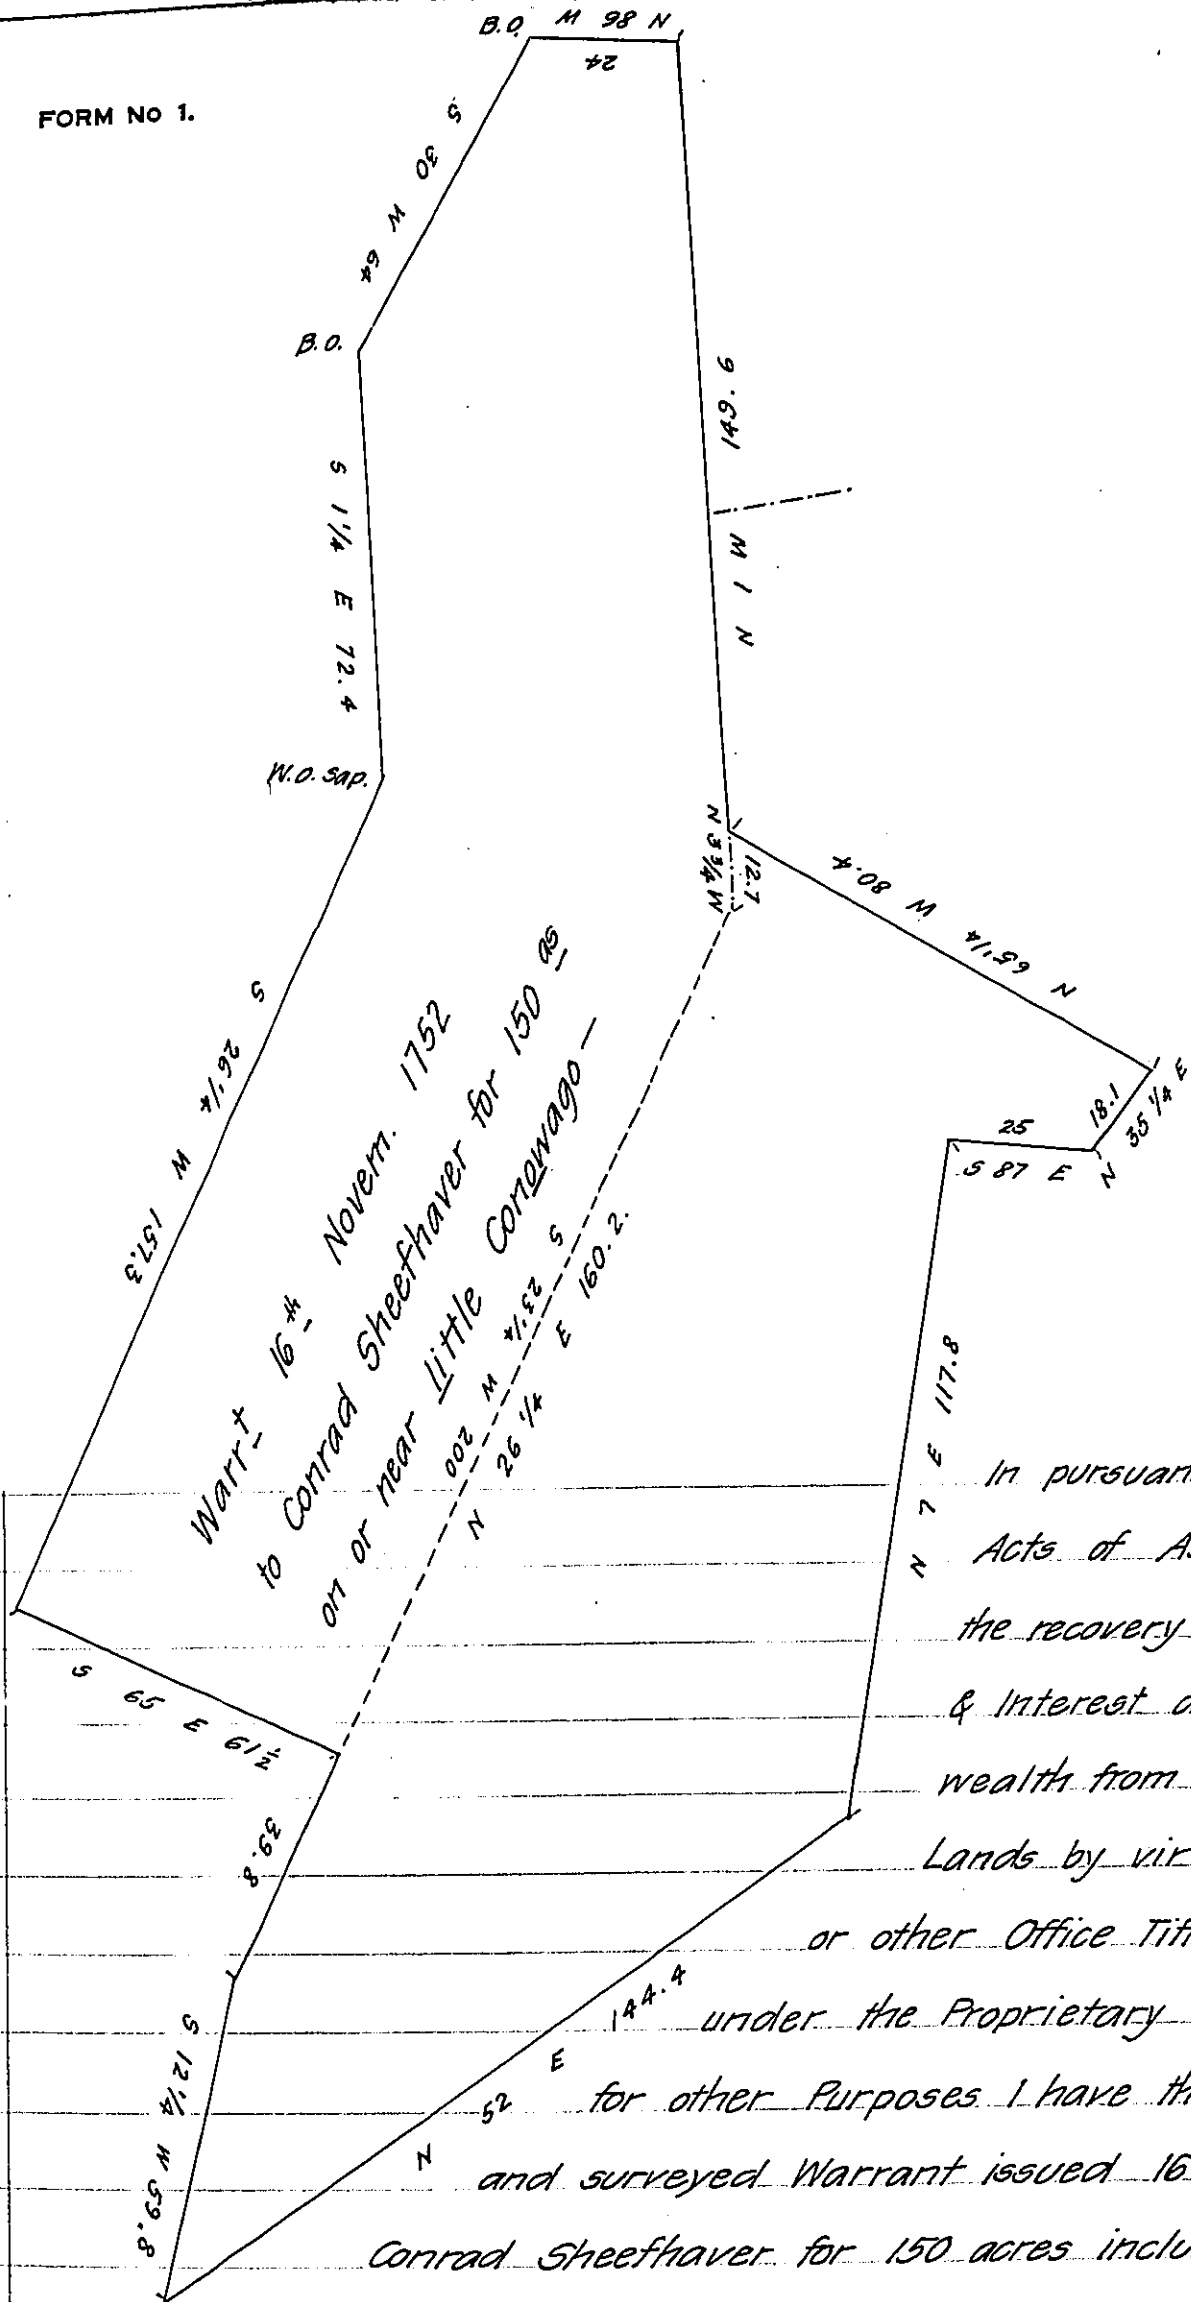 B.O. N 86 W
24
FORM NO 1.
S 30 W 64
B.O.
149.6
N 1 W
S 1 1/4 E 72.4
W.O. sap.
N 3 3/4 W
12.7
N 65 1/4 W 80.4
18.1
N 35 1/4 E
25
S 87 E
S 26 1/4 W 157.3
Warrt 16th Novem. 1752
to Conrad Sheefhaver for 150 as
on or near little Conowago —
S 23 1/4 W 200
N 26 1/4 E 160.2.
N 7 E 117.8
S 65 E 61 1/2
39.8
S 12 1/4 W 59.8
N 52 E 144.4
In pursuan
Acts of A
the recovery
& Interest
wealth from
Lands by vir
or other Office Tit
under the Proprietary
for other Purposes I have th
and surveyed Warrant issued 16
Conrad Sheefhaver for 150 acres inclu